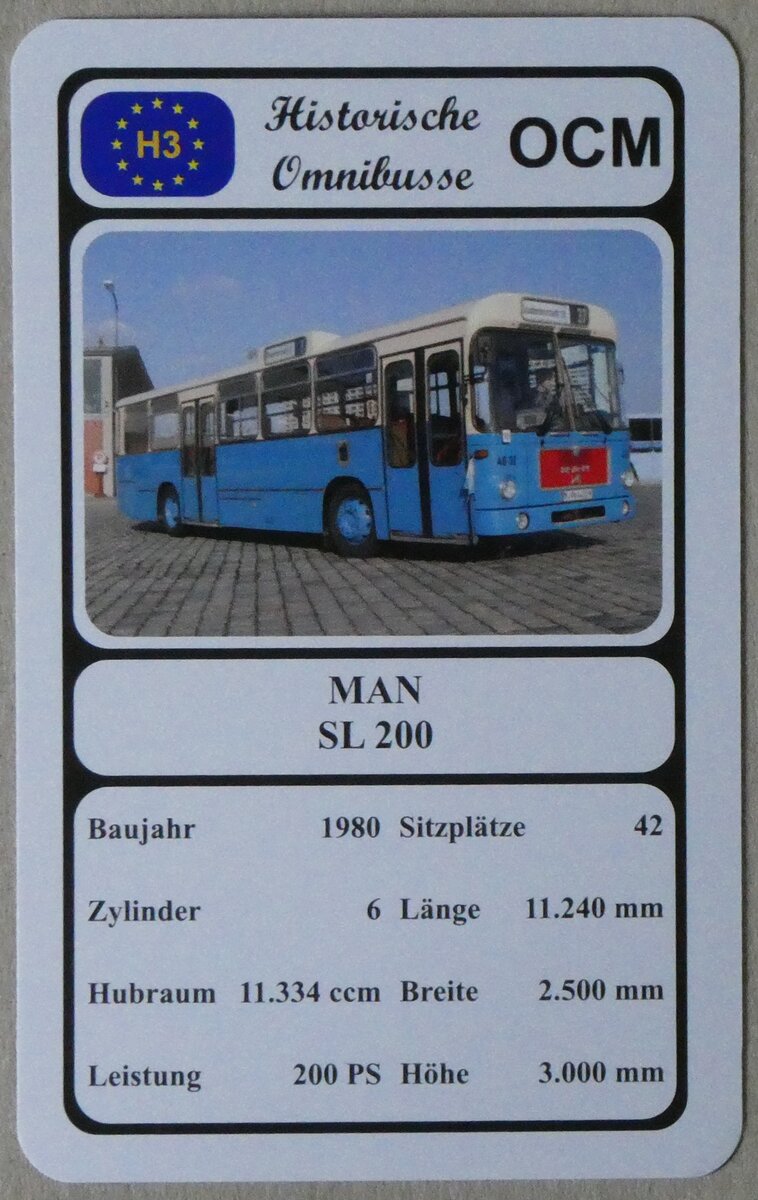 H3
Historische
Omnibusse
OCM
MAN
SL 200
Baujahr 1980 Sitzplätze 42
Zylinder 6 Länge 11.240 mm
Hubraum 11.334 ccm Breite 2.500 mm
Leistung 200 PS Höhe 3.000 mm